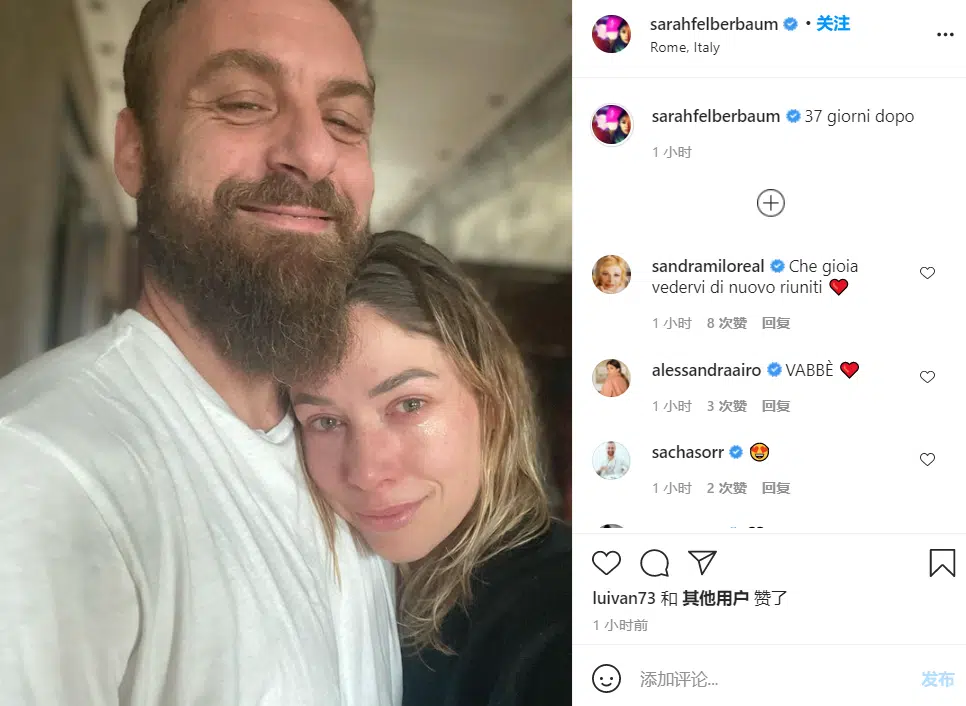 sarahfelberbaum • 关注
Rome, Italy
sarahfelberbaum 37 giorni dopo
1 小时
sandramiloreal Che gioia
vedervi di nuovo riuniti ❤️
1 小时 8 次赞 回复
alessandraairo VABBÈ ❤️
1 小时 3 次赞 回复
sachasorr 😍
1 小时 2 次赞 回复
luivan73 和 其他用户 赞了
1 小时前
添加评论... 发布